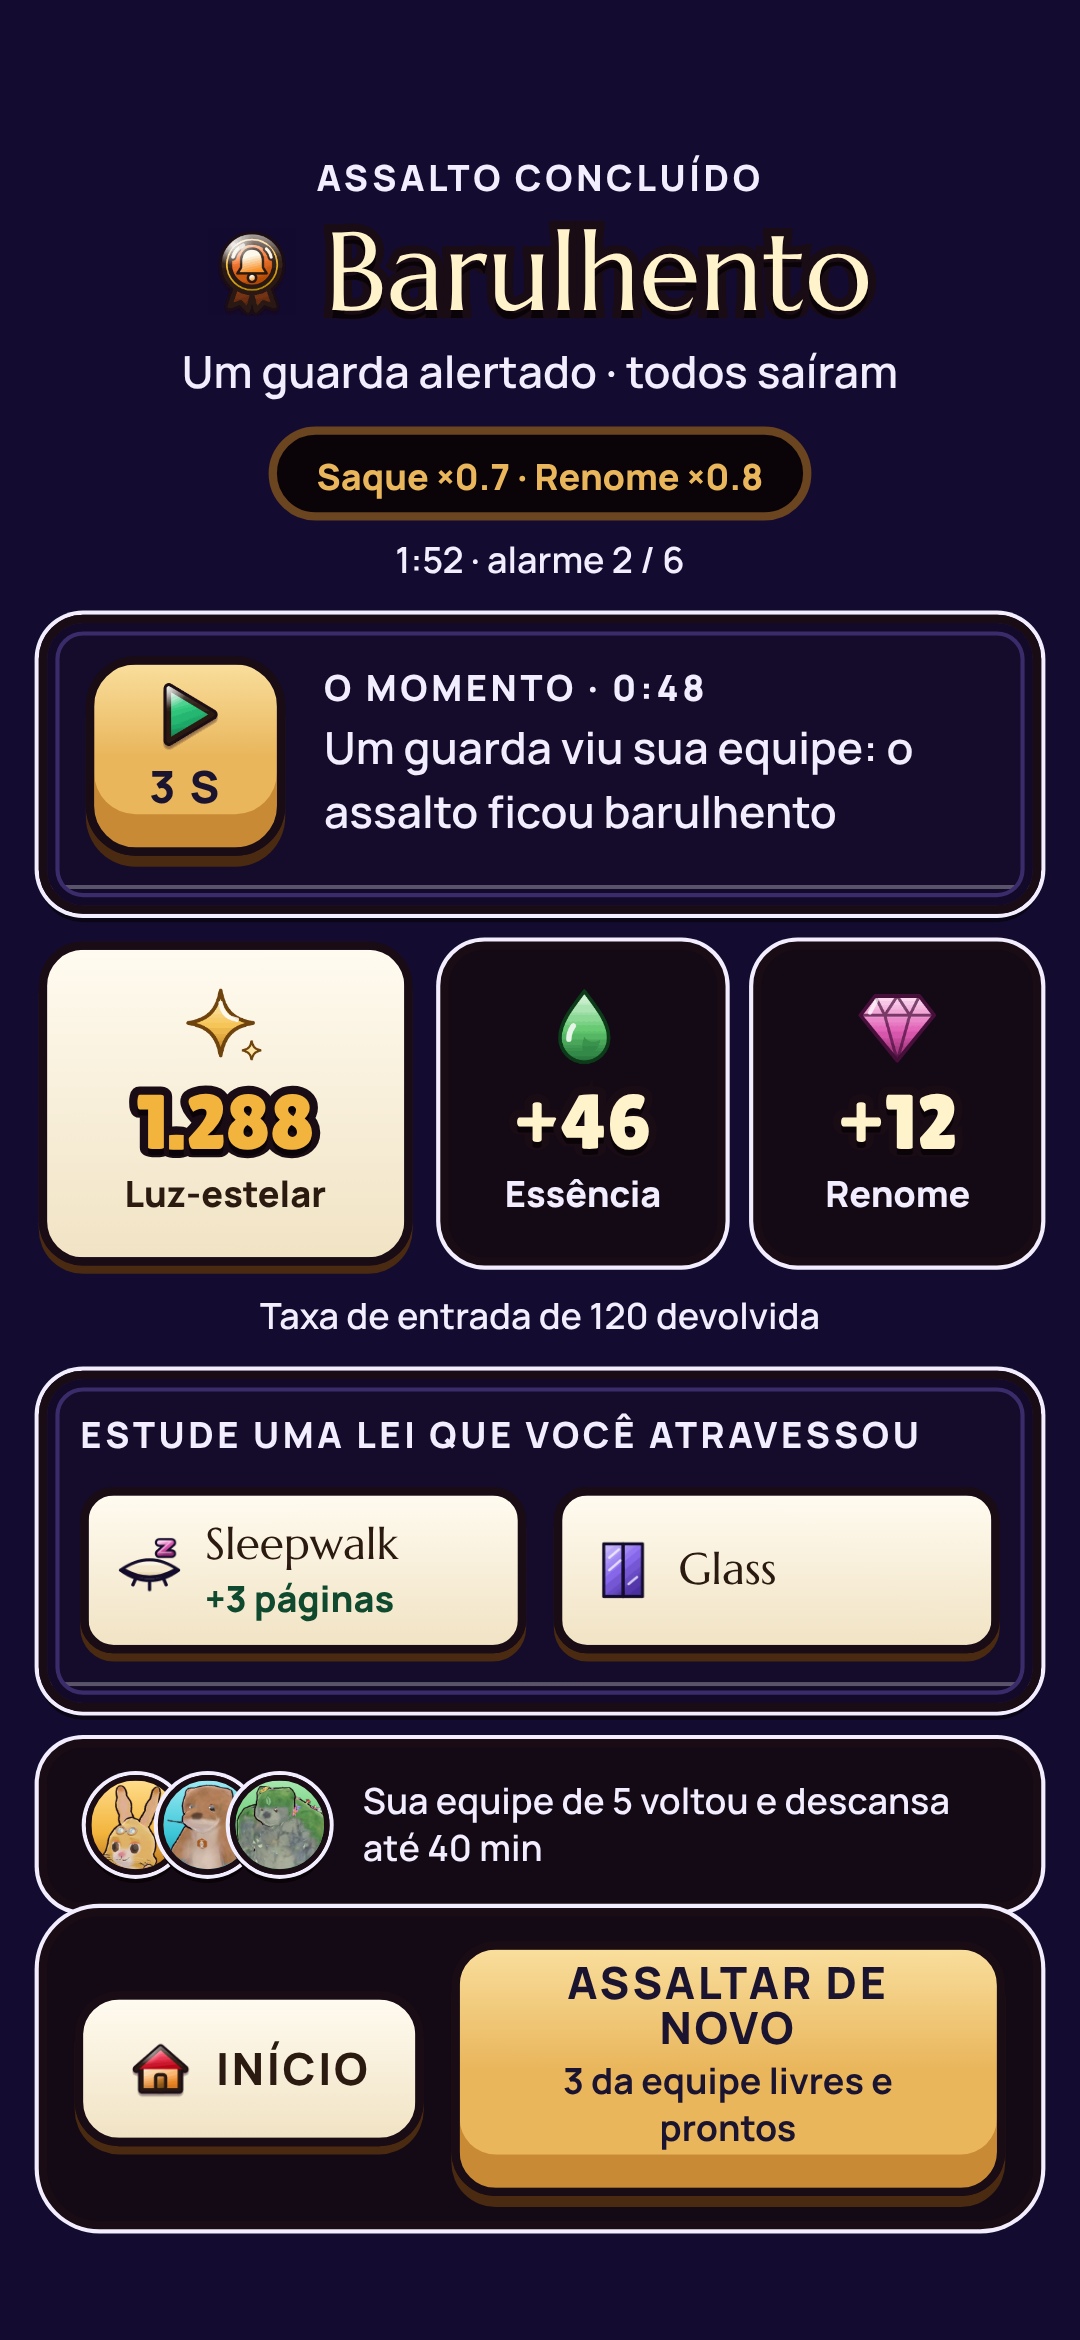 ASSALTO CONCLUÍDO
Barulhento
Um guarda alertado · todos saíram
Saque ×0.7 · Renome ×0.8
1:52 · alarme 2 / 6
O MOMENTO · 0:48
Um guarda viu sua equipe: o
assalto ficou barulhento
3 S
1.288
Luz-estelar
+46
Essência
+12
Renome
Taxa de entrada de 120 devolvida
ESTUDE UMA LEI QUE VOCÊ ATRAVESSOU
Sleepwalk
+3 páginas
Glass
Sua equipe de 5 voltou e descansa
até 40 min
INÍCIO
ASSALTAR DE
NOVO
3 da equipe livres e
prontos